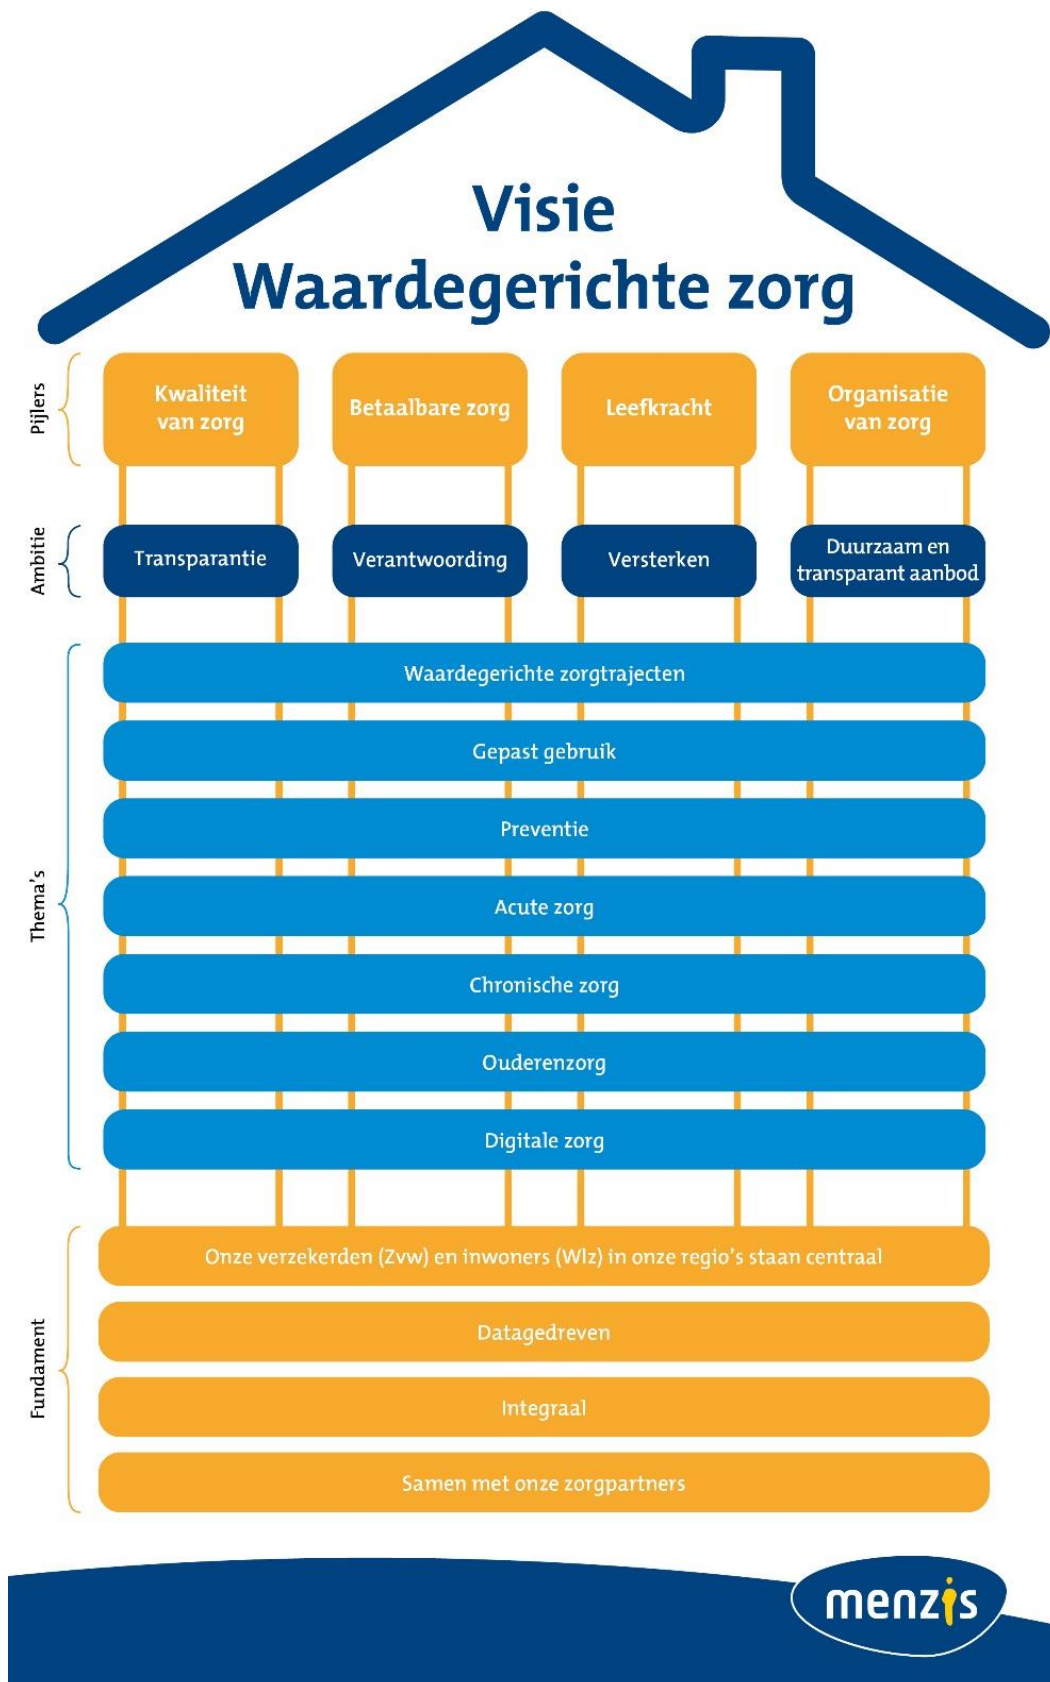 Visie
Waardegerichte zorg
Pijlers
Kwaliteit
van zorg
Betaalbare zorg
Leefkracht
Organisatie
van zorg
Ambitie
Transparantie
Verantwoording
Versterken
Duurzaam en
transparant aanbod
Thema's
Waardegerichte zorgtrajecten
Gepast gebruik
Preventie
Acute zorg
Chronische zorg
Ouderenzorg
Digitale zorg
Fundament
Onze verzekerden (Zvw) en inwoners (Wlz) in onze regio's staan centraal
Datagedreven
Integraal
Samen met onze zorgpartners
menzis